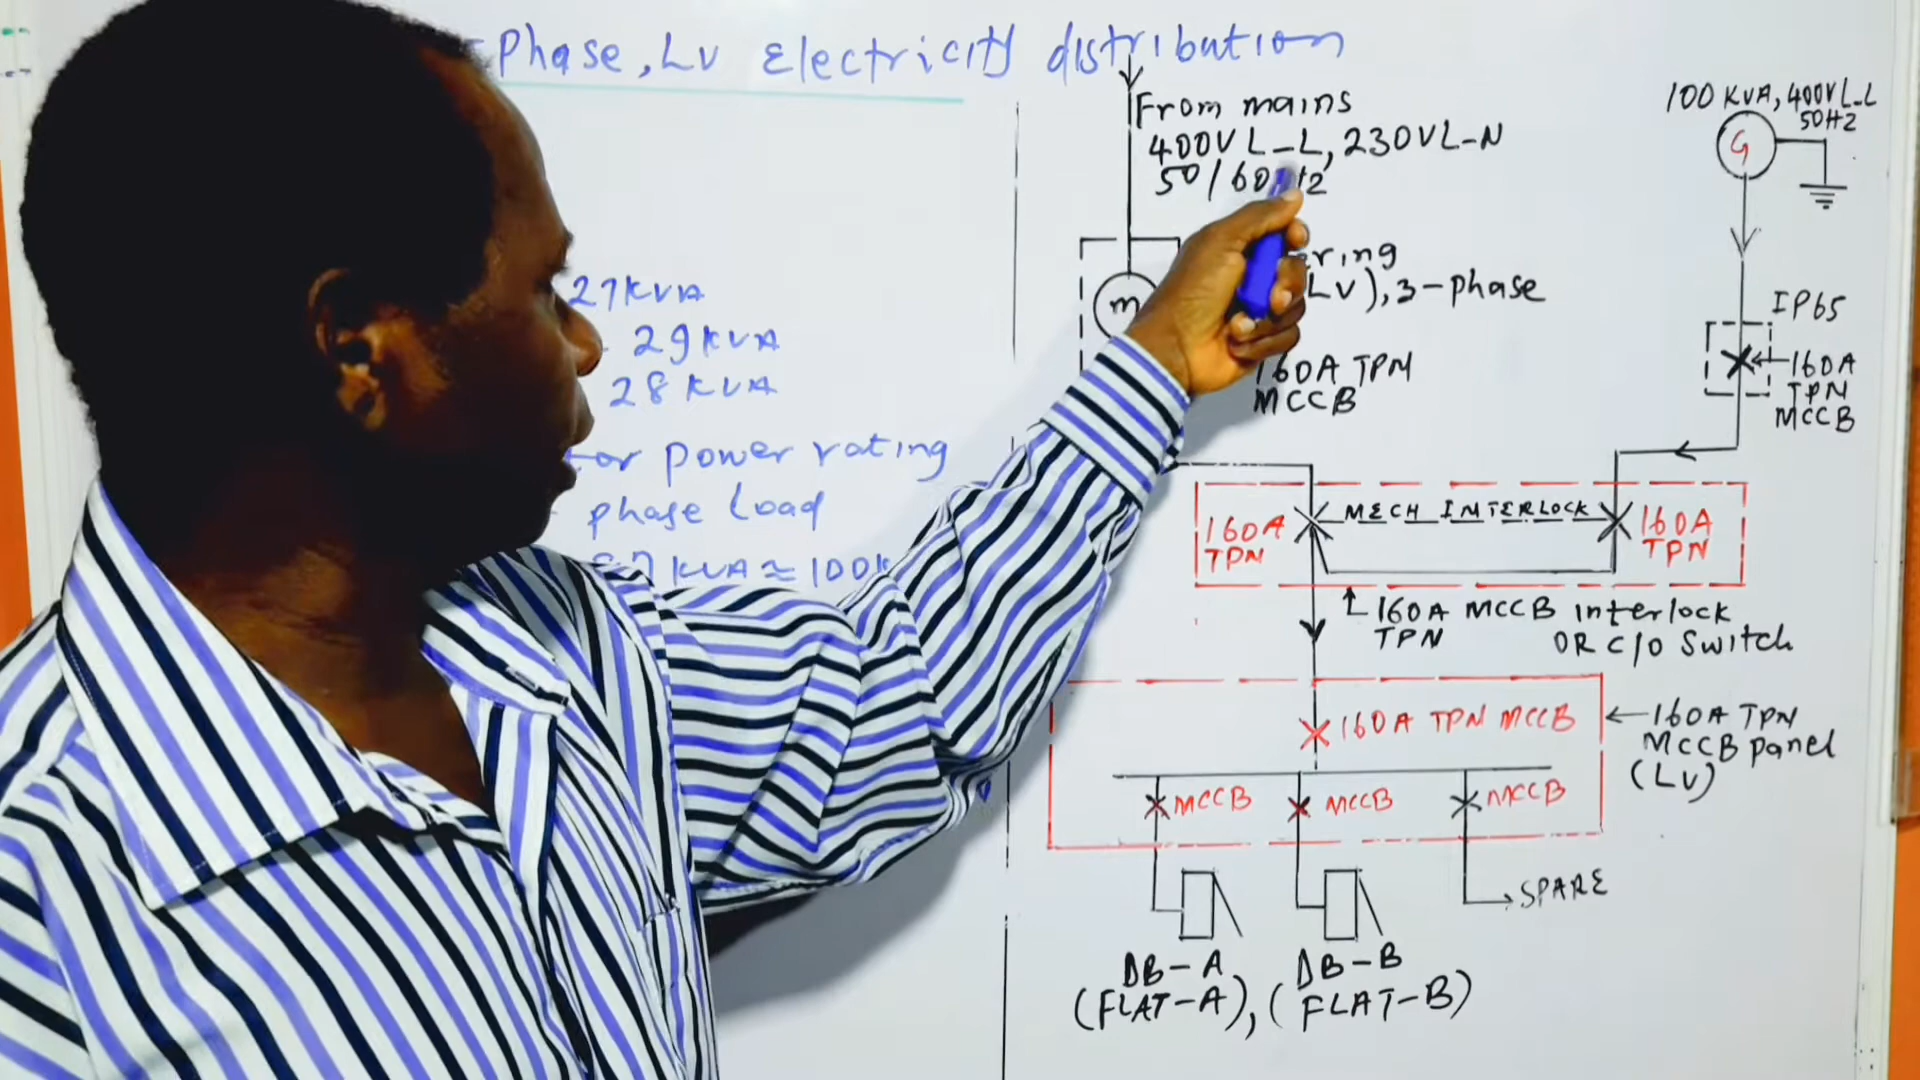 Phase, LV Electricity distribution
27KVA
29KVA
28KVA
power rating
phase Load
KVA ≈ 100K
From mains
400V L-L, 230V L-N
50/60Hz
m
LV), 3-phase
160A TPN
MCCB
100 KVA, 400V L-L
50HZ
G
IP65
160A
TPN
MCCB
160A
TPN
MECH INTERLOCK
160A
TPN
160A MCCB interlock
TPN OR C/O Switch
160A TPN MCCB
160A TPN
MCCB panel
(LV)
MCCB
MCCB
MCCB
SPARE
DB-A
(FLAT-A),
DB-B
(FLAT-B)